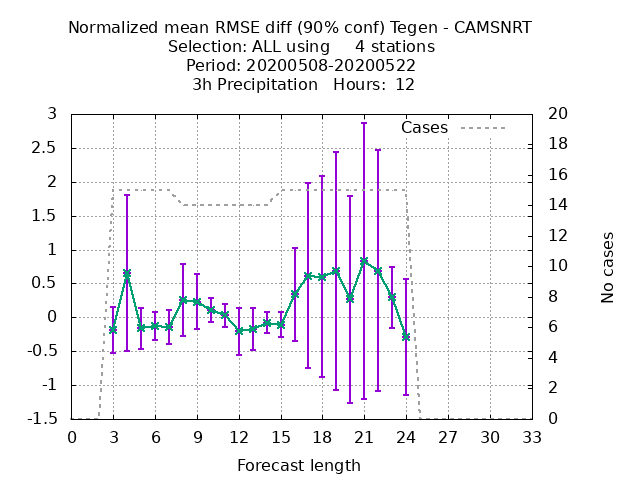 Normalized mean RMSE diff (90% conf) Tegen - CAMSNRT
Selection: ALL using     4 stations
Period: 20200508-20200522
3h Precipitation   Hours:  12
Cases
3
2.5
2
1.5
1
0.5
0
-0.5
-1
-1.5
20
18
16
14
12
10
8
6
4
2
0
No cases
0 3 6 9 12 15 18 21 24 27 30 33
Forecast length